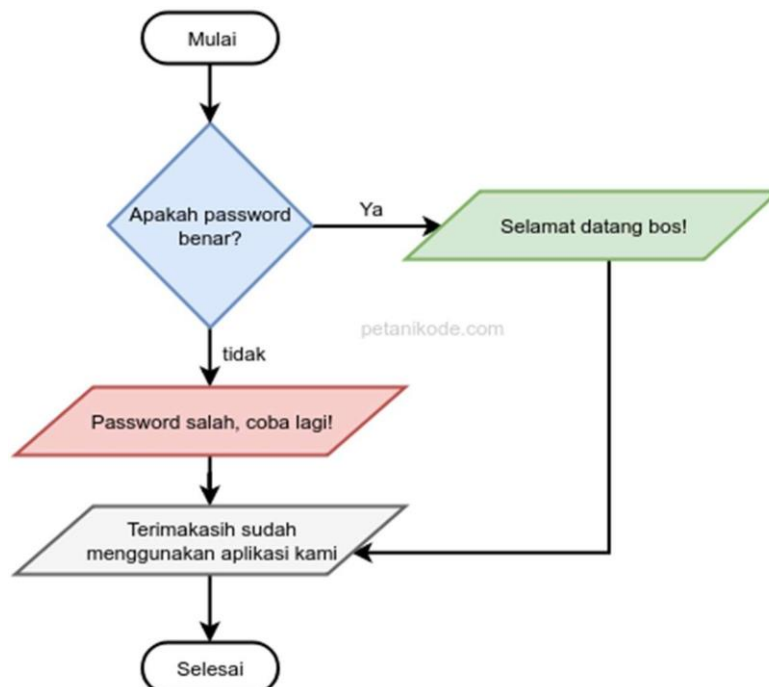 Mulai
Apakah password
benar?
Ya
Selamat datang bos!
petanikode.com
tidak
Password salah, coba lagi!
Terimakasih sudah
menggunakan aplikasi kami
Selesai